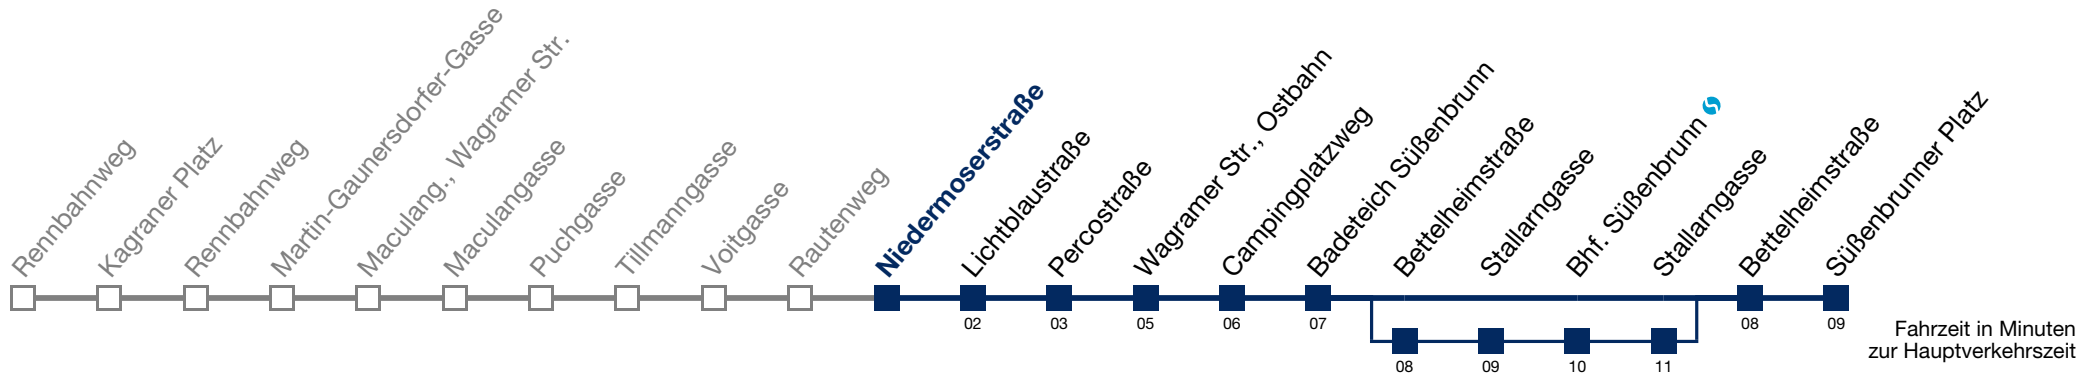 Rennbahnweg
Kagraner Platz
Rennbahnweg
Martin-Gaunersdorfer-Gasse
Maculang., Wagramer Str.
Maculangasse
Puchgasse
Tillmanngasse
Voitgasse
Rautenweg
Niedermoserstraße
Lichtblaustraße
Percostraße
Wagramer Str., Ostbahn
Campingplatzweg
Badeteich Süßenbrunn
Bettelheimstraße
Stallarngasse
Bhf. Süßenbrunn
Stallarngasse
Bettelheimstraße
Süßenbrunner Platz
02 03 05 06 07 08 09
08 09 10 11
Fahrzeit in Minuten
zur Hauptverkehrszeit